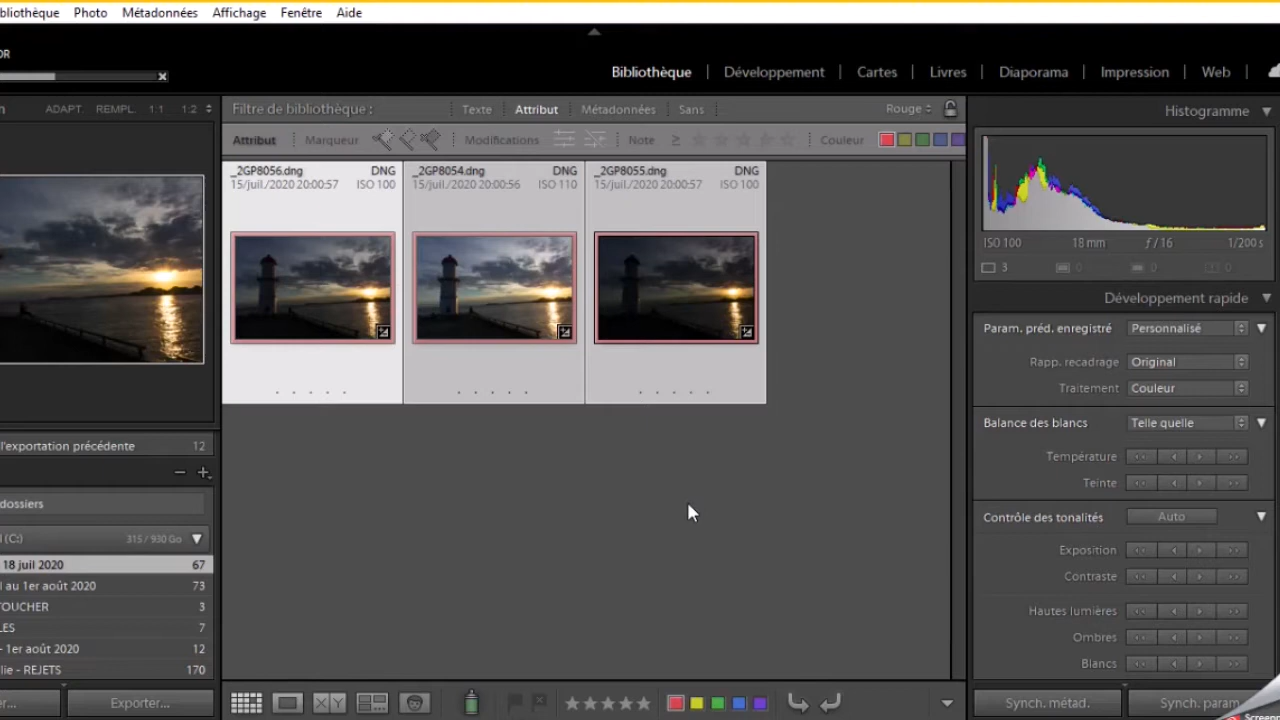 bliothèque Photo Métadonnées Affichage Fenêtre Aide
OR
Bibliothèque | Développement | Cartes | Livres | Diaporama | Impression | Web |
ADAPT. REMPL. 1:1 1:2
Filtre de bibliothèque : Texte Attribut Métadonnées Sans Rouge
Histogramme
Attribut Marqueur Modifications Note ≥ Couleur
_2GP8056.dng DNG
15/juil./2020 20:00:57 ISO 100
_2GP8054.dng DNG
15/juil./2020 20:00:56 ISO 110
_2GP8055.dng DNG
15/juil./2020 20:00:57 ISO 100
ISO 100 18 mm ƒ / 16 1/200 s
3 0 0 0
Développement rapide
Param. préd. enregistré Personnalisé
Rapp. recadrage Original
Traitement Couleur
Balance des blancs Telle quelle
Température
Teinte
Contrôle des tonalités Auto
Exposition
Contraste
Hautes lumières
Ombres
Blancs
l'exportation précédente 12
dossiers
(C:) 315 / 930 Go
18 juil 2020 67
l au 1er août 2020 73
TOUCHER 3
LES 7
- 1er août 2020 12
lie - REJETS 170
r... Exporter...
Synch. métad. Synch. param
Screen